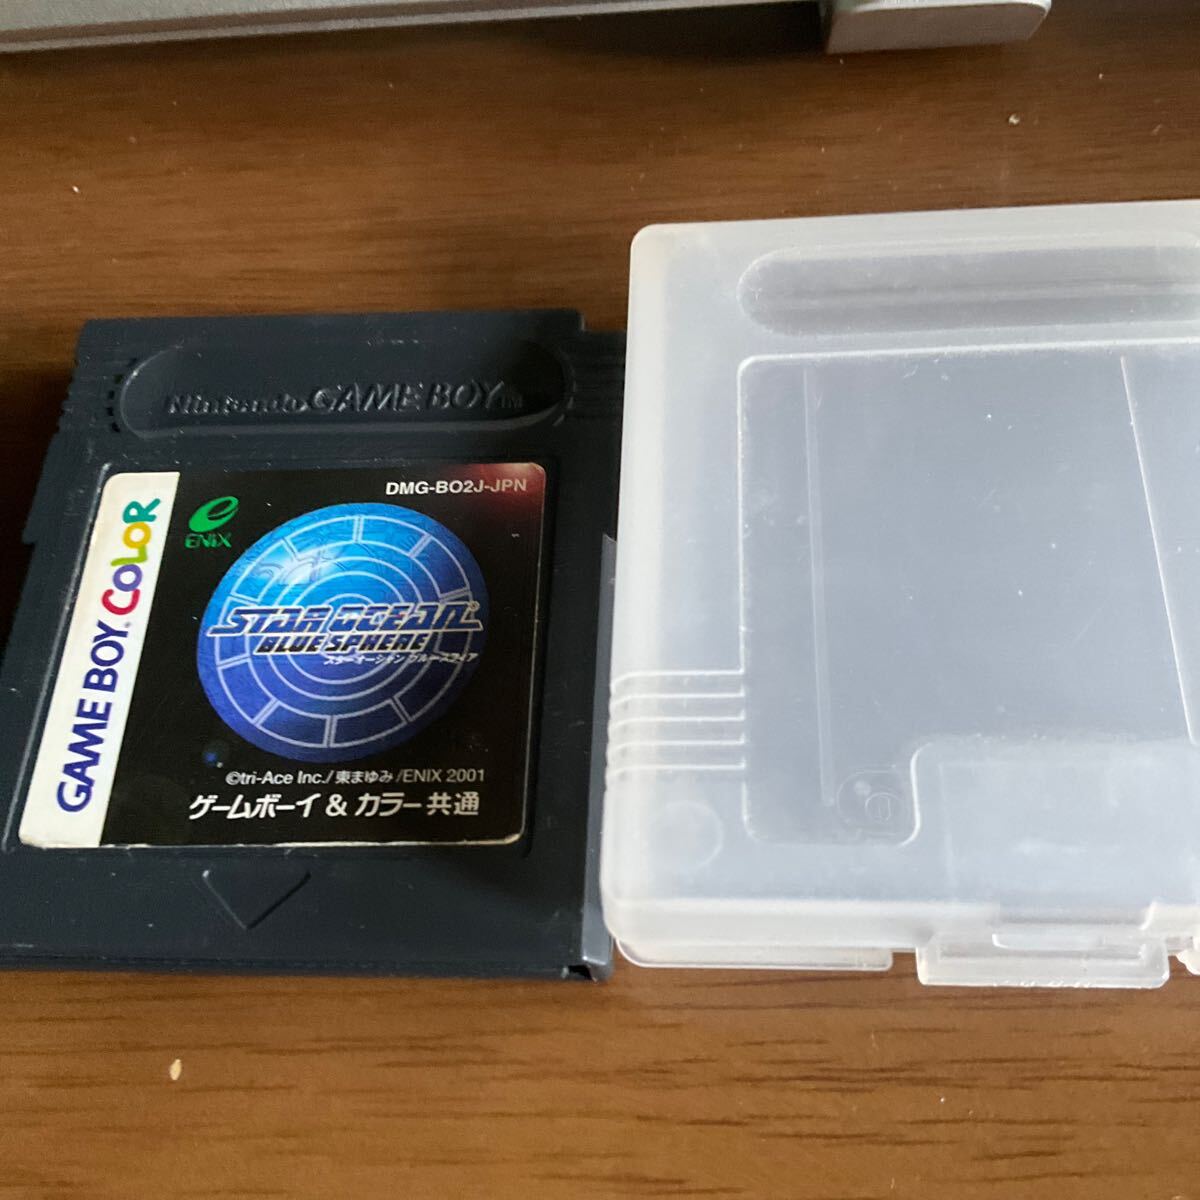 Nintendo GAME BOY™
DMG-BO2J-JPN
ENIX
GAME BOY COLOR
STAR OCEAN
BLUE SPHERE
スターオーシャン ブルースフィア
©tri-Ace Inc./東まゆみ/ENIX 2001
ゲームボーイ & カラー共通